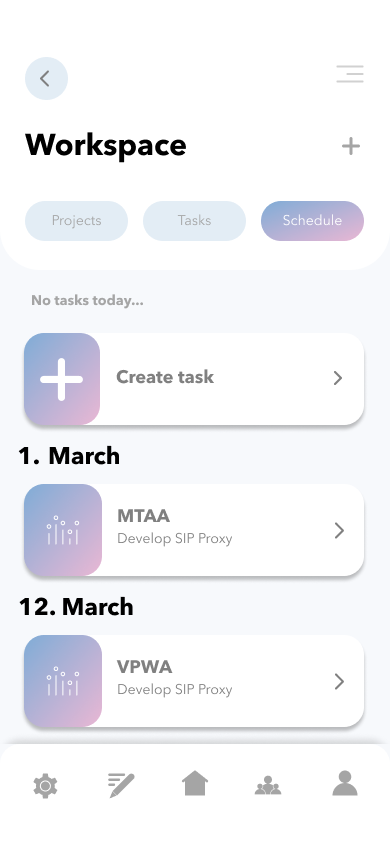 Workspace
Projects
Tasks
Schedule
No tasks today...
Create task
1. March
MTAA
Develop SIP Proxy
12. March
VPWA
Develop SIP Proxy